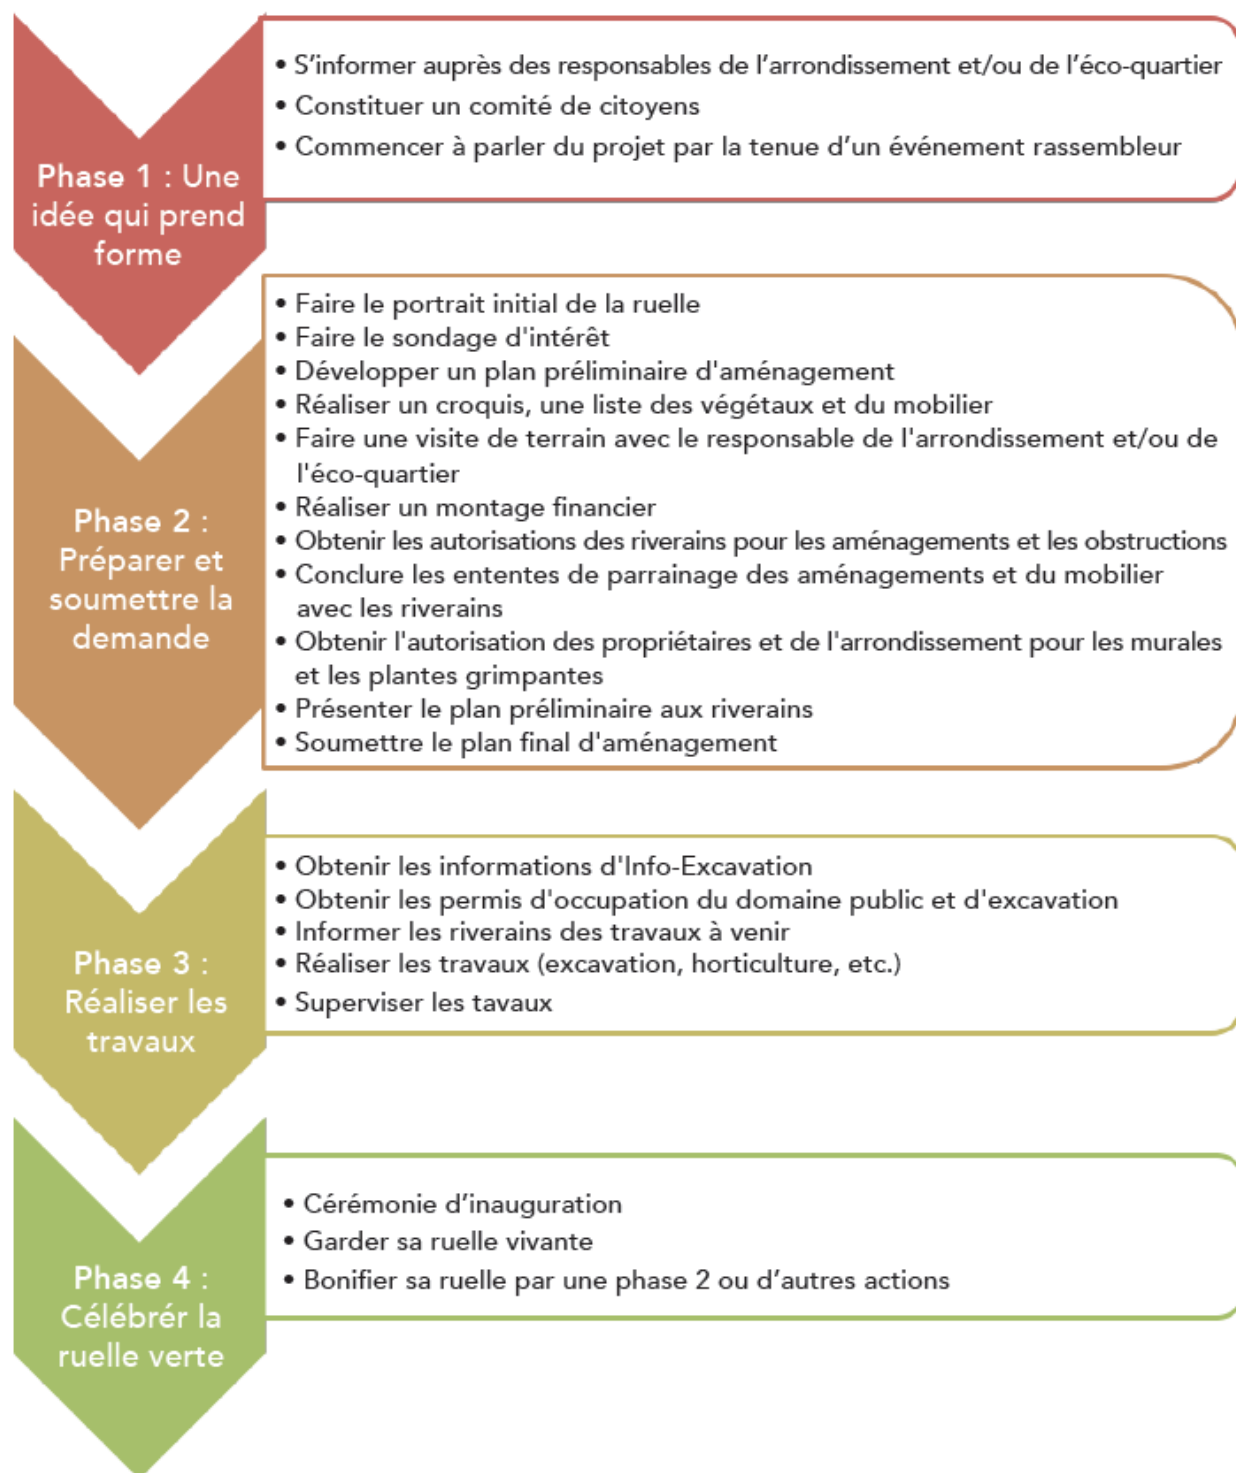 Phase 1 : Une
idée qui prend
forme
• S’informer auprès des responsables de l’arrondissement et/ou de l’éco-quartier
• Constituer un comité de citoyens
• Commencer à parler du projet par la tenue d’un événement rassembleur
Phase 2 :
Préparer et
soumettre la
demande
• Faire le portrait initial de la ruelle
• Faire le sondage d'intérêt
• Développer un plan préliminaire d'aménagement
• Réaliser un croquis, une liste des végétaux et du mobilier
• Faire une visite de terrain avec le responsable de l'arrondissement et/ou de
l'éco-quartier
• Réaliser un montage financier
• Obtenir les autorisations des riverains pour les aménagements et les obstructions
• Conclure les ententes de parrainage des aménagements et du mobilier
avec les riverains
• Obtenir l'autorisation des propriétaires et de l'arrondissement pour les murales
et les plantes grimpantes
• Présenter le plan préliminaire aux riverains
• Soumettre le plan final d'aménagement
Phase 3 :
Réaliser les
travaux
• Obtenir les informations d'Info-Excavation
• Obtenir les permis d'occupation du domaine public et d'excavation
• Informer les riverains des travaux à venir
• Réaliser les travaux (excavation, horticulture, etc.)
• Superviser les tavaux
Phase 4 :
Célébrér la
ruelle verte
• Cérémonie d’inauguration
• Garder sa ruelle vivante
• Bonifier sa ruelle par une phase 2 ou d’autres actions